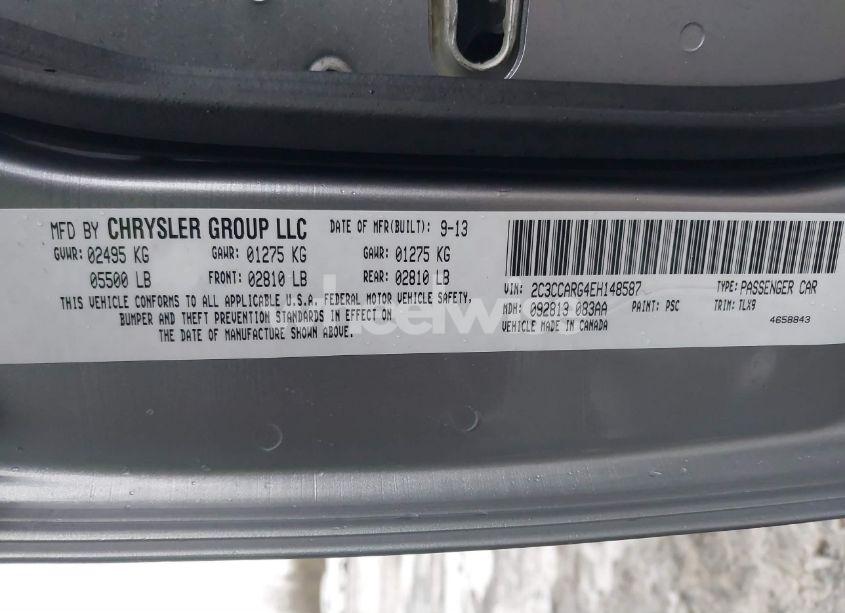 MFD BY CHRYSLER GROUP LLC DATE OF MFR(BUILT): 9-13
GVWR: 02495 KG GAWR: 01275 KG GAWR: 01275 KG
05500 LB FRONT: 02810 LB REAR: 02810 LB
THIS VEHICLE CONFORMS TO ALL APPLICABLE U.S.A. FEDERAL MOTOR VEHICLE SAFETY,
BUMPER AND THEFT PREVENTION STANDARDS IN EFFECT ON
THE DATE OF MANUFACTURE SHOWN ABOVE.
VIN: 2C3CCARG4EH148587 TYPE: PASSENGER CAR
MDH: 092813 083AA PAINT: PSC TRIM: TLX9
VEHICLE MADE IN CANADA 4658843